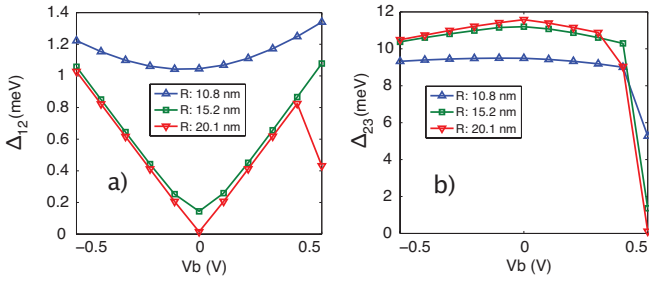 1.4
1.2
1
0.8
0.6
0.4
0.2
0
Δ12(meV)
R: 10.8 nm
R: 15.2 nm
R: 20.1 nm
a)
−0.5 0 0.5
Vb (V)
12
10
8
6
4
2
0
Δ23(meV)
R: 10.8 nm
R: 15.2 nm
R: 20.1 nm
b)
−0.5 0 0.5
Vb (V)